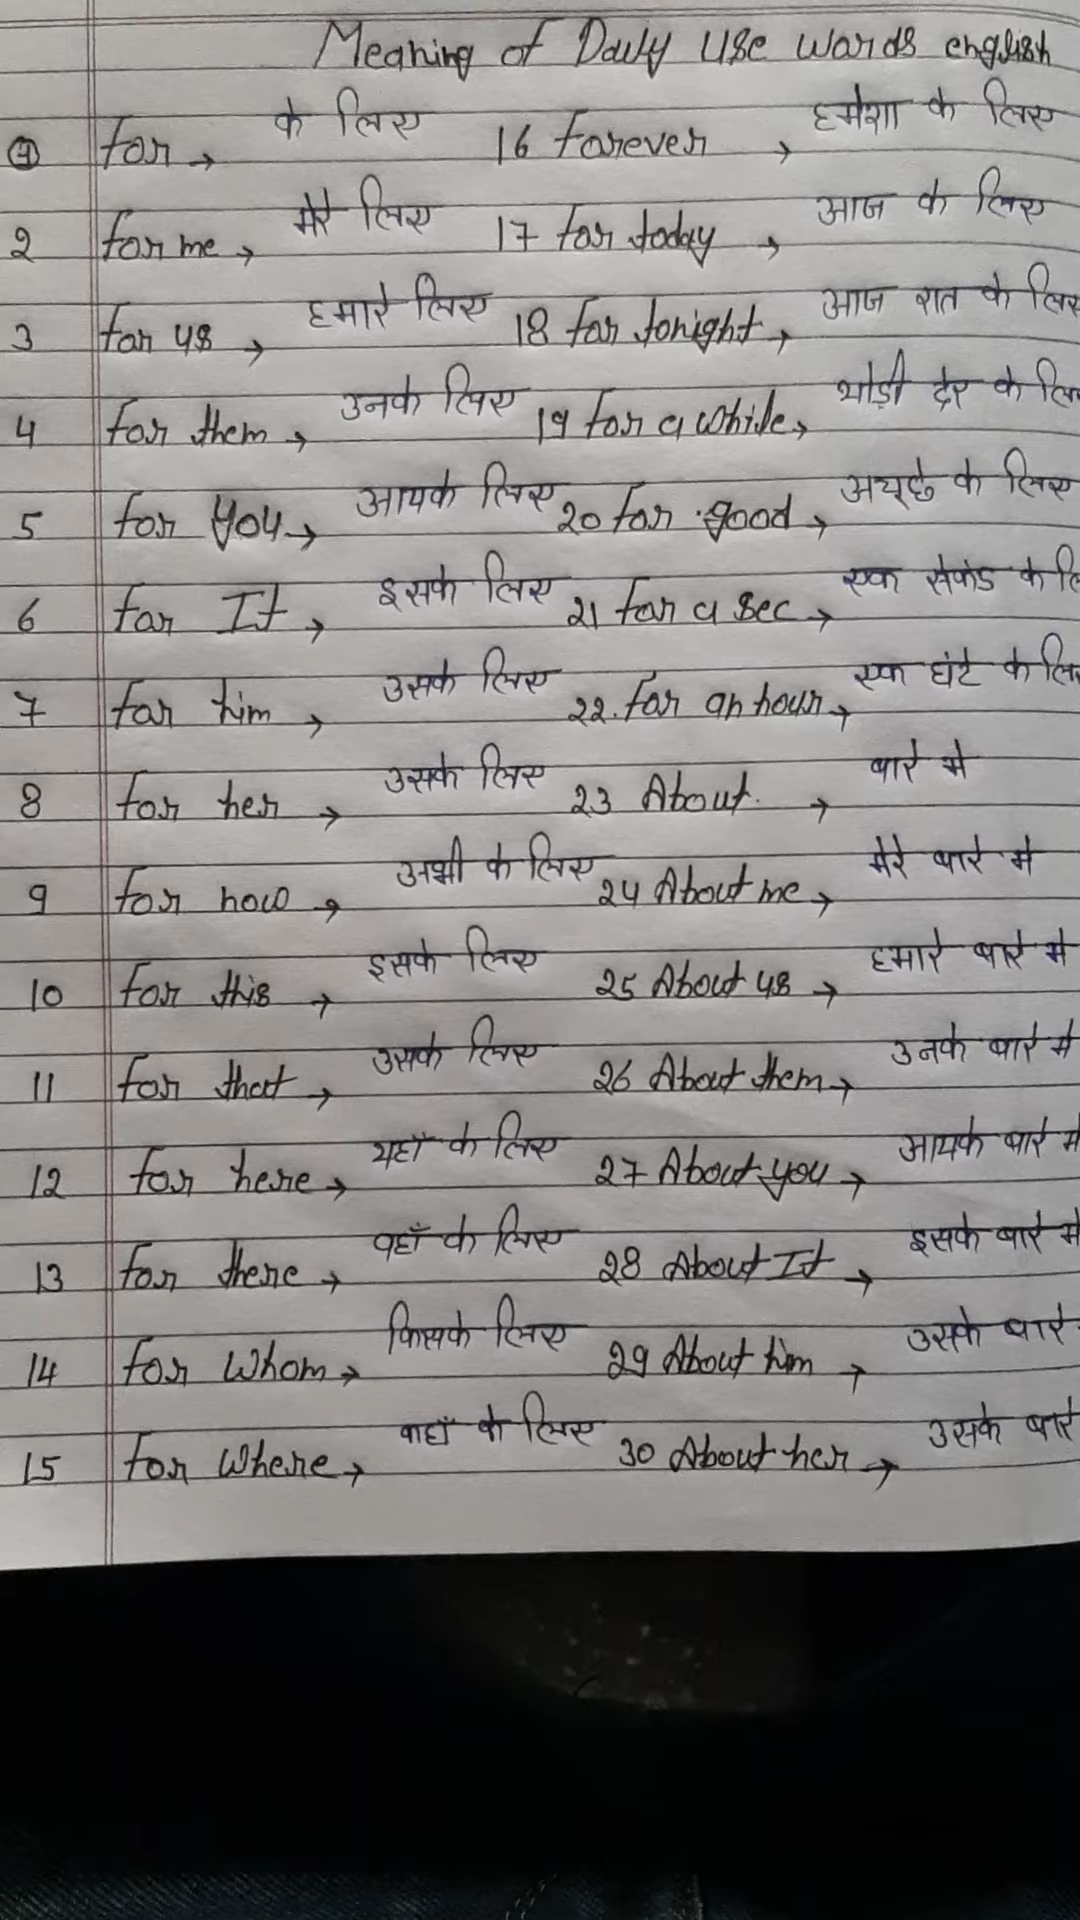 Meaning of Daily Use Words english
1 for → के लिए 16 Forever → हमेशा के लिए
2 for me → मेरे लिए 17 for today → आज के लिए
3 for us → हमारे लिए 18 for tonight → आज रात के लिए
4 for them → उनके लिए 19 for a while → थोड़ी देर के लि
5 for you → आपके लिए 20 for good → अच्छे के लिए
6 for It → इसके लिए 21 for a sec → एक सेकंड के लि
7 for him → उसके लिए 22. for an hour → एक घंटे के लि
8 for her → उसके लिए 23 About. → बारे मे
9 for now → अभी के लिए 24 About me → मेरे बारे मे
10 for this → इसके लिए 25 About us → हमारे बारे मे
11 for that → उसके लिए 26 About them → उनके बारे मे
12 for here → यहाँ के लिए 27 About you → आपके बारे मे
13 for there → वहाँ के लिए 28 About It → इसके बारे मे
14 for Whom → किसके लिए 29 About him → उसके बारे
15 for Where → कहाँ के लिए 30 About her → उसके बारे